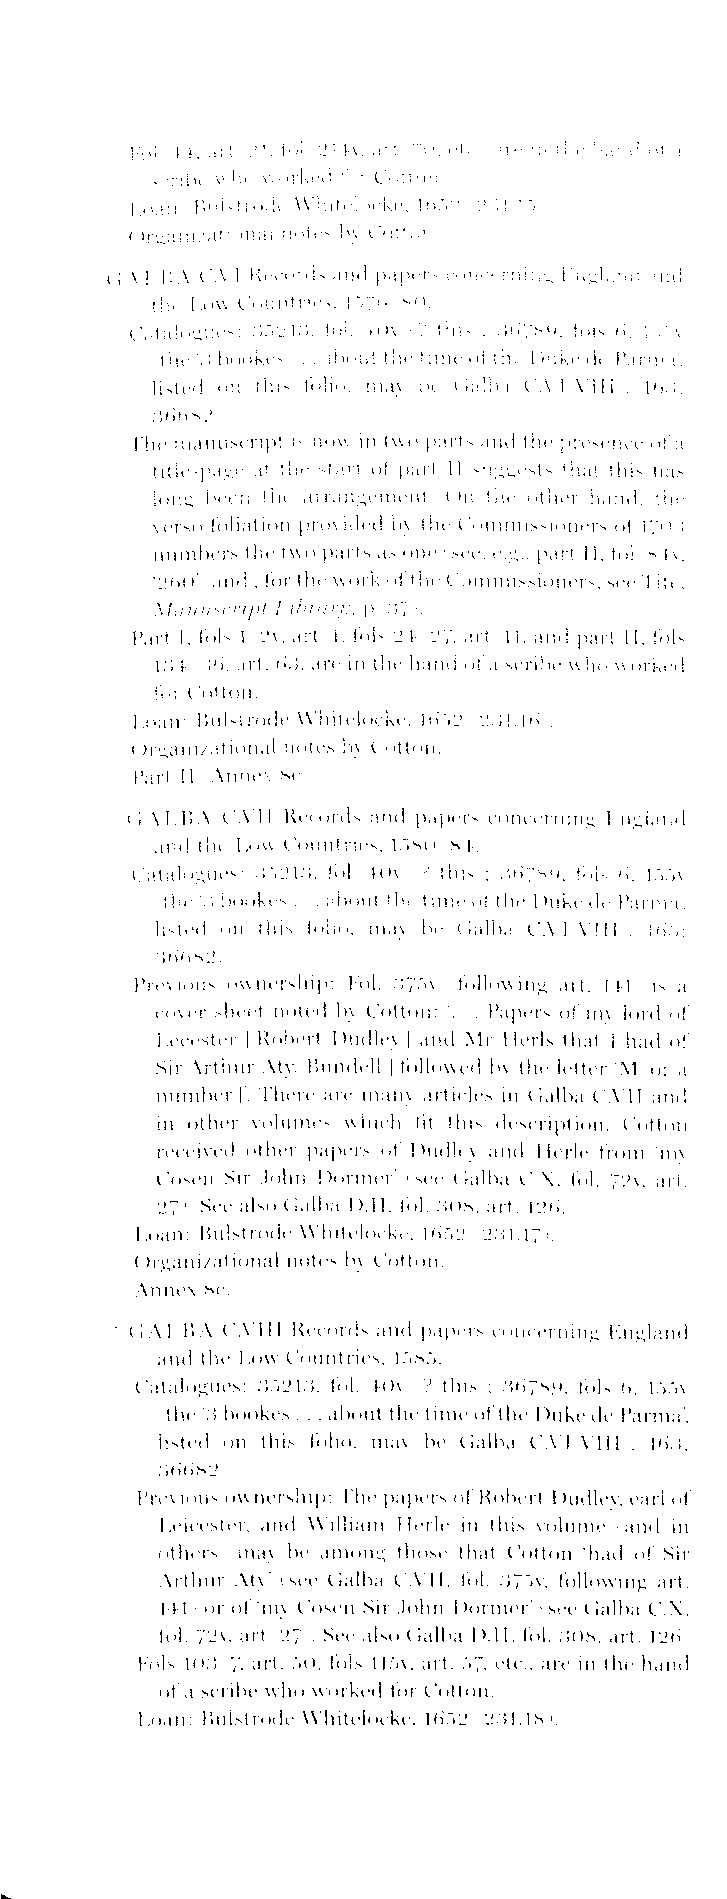 Fol. 14, art. 21, fol. 214v, art. 76, etc., are in the hand of a
scribe who worked for Cotton.
Loan: Bulstrode Whitelocke, 1652 (231.15).
Organizational notes by Cotton.
GALBA C.VI Records and papers concerning England and
the Low Countries, 1576–80.
Catalogues: 35213, fol. 40v (? this); 36789, fols 6, 155v
(the '3 bookes . . . about the time of the Duke de Parma',
listed on this folio, may be Galba C.VI–VIII), 163;
36682.
The manuscript is now in two parts and the presence of a
title-page at the start of part II suggests that this has
long been the arrangement. On the other hand, the
verso foliation provided by the Commissioners of 1703
numbers the two parts as one (see, e.g., part II, fol. 84v,
'260') and, for the work of the Commissioners, see Tite,
Manuscript Library, p. 37).
Part I, fols 1–2v, art. 1, fols 24–27, art. 11, and part II, fols
134–36, art. 63, are in the hand of a scribe who worked
for Cotton.
Loan: Bulstrode Whitelocke, 1652 (231.16).
Organizational notes by Cotton.
Part II: Annex 8e.
GALBA C.VII Records and papers concerning England
and the Low Countries, 1580–84.
Catalogues: 35213, fol. 40v (? this); 36789, fols 6, 155v
(the '3 bookes . . . about the time of the Duke de Parma',
listed on this folio, may be Galba C.VI–VIII), 165;
36682.
Previous ownership: Fol. 375v (following art. 141) is a
cover sheet noted by Cotton: '. . . Papers of my lord of
Lecester [Robert Dudley] and Mr Herls that I had of
Sir Arthur Aty. Bundell [followed by the letter 'M' or a
number]'. There are many articles in Galba C.VII and
in other volumes which fit this description. Cotton
received other papers of Dudley and Herle from 'my
Cosen Sir John Dormer' (see Galba C.X, fol. 72v, art.
27). See also Galba D.II, fol. 308, art. 126.
Loan: Bulstrode Whitelocke, 1652 (231.17).
Organizational notes by Cotton.
Annex 8e.
GALBA C.VIII Records and papers concerning England
and the Low Countries, 1585.
Catalogues: 35213, fol. 40v (? this); 36789, fols 6, 155v
(the '3 bookes . . . about the time of the Duke de Parma',
listed on this folio, may be Galba C.VI–VIII), 163;
36682.
Previous ownership: The papers of Robert Dudley, earl of
Leicester, and William Herle in this volume (and in
others) may be among those that Cotton 'had of Sir
Arthur Aty' (see Galba C.VII, fol. 375v, following art.
141) or of 'my Cosen Sir John Dormer' (see Galba C.X,
fol. 72v, art. 27). See also Galba D.II, fol. 308, art. 126.
Fols 103–7, art. 50, fols 115v, art. 57, etc., are in the hand
of a scribe who worked for Cotton.
Loan: Bulstrode Whitelocke, 1652 (231.18).